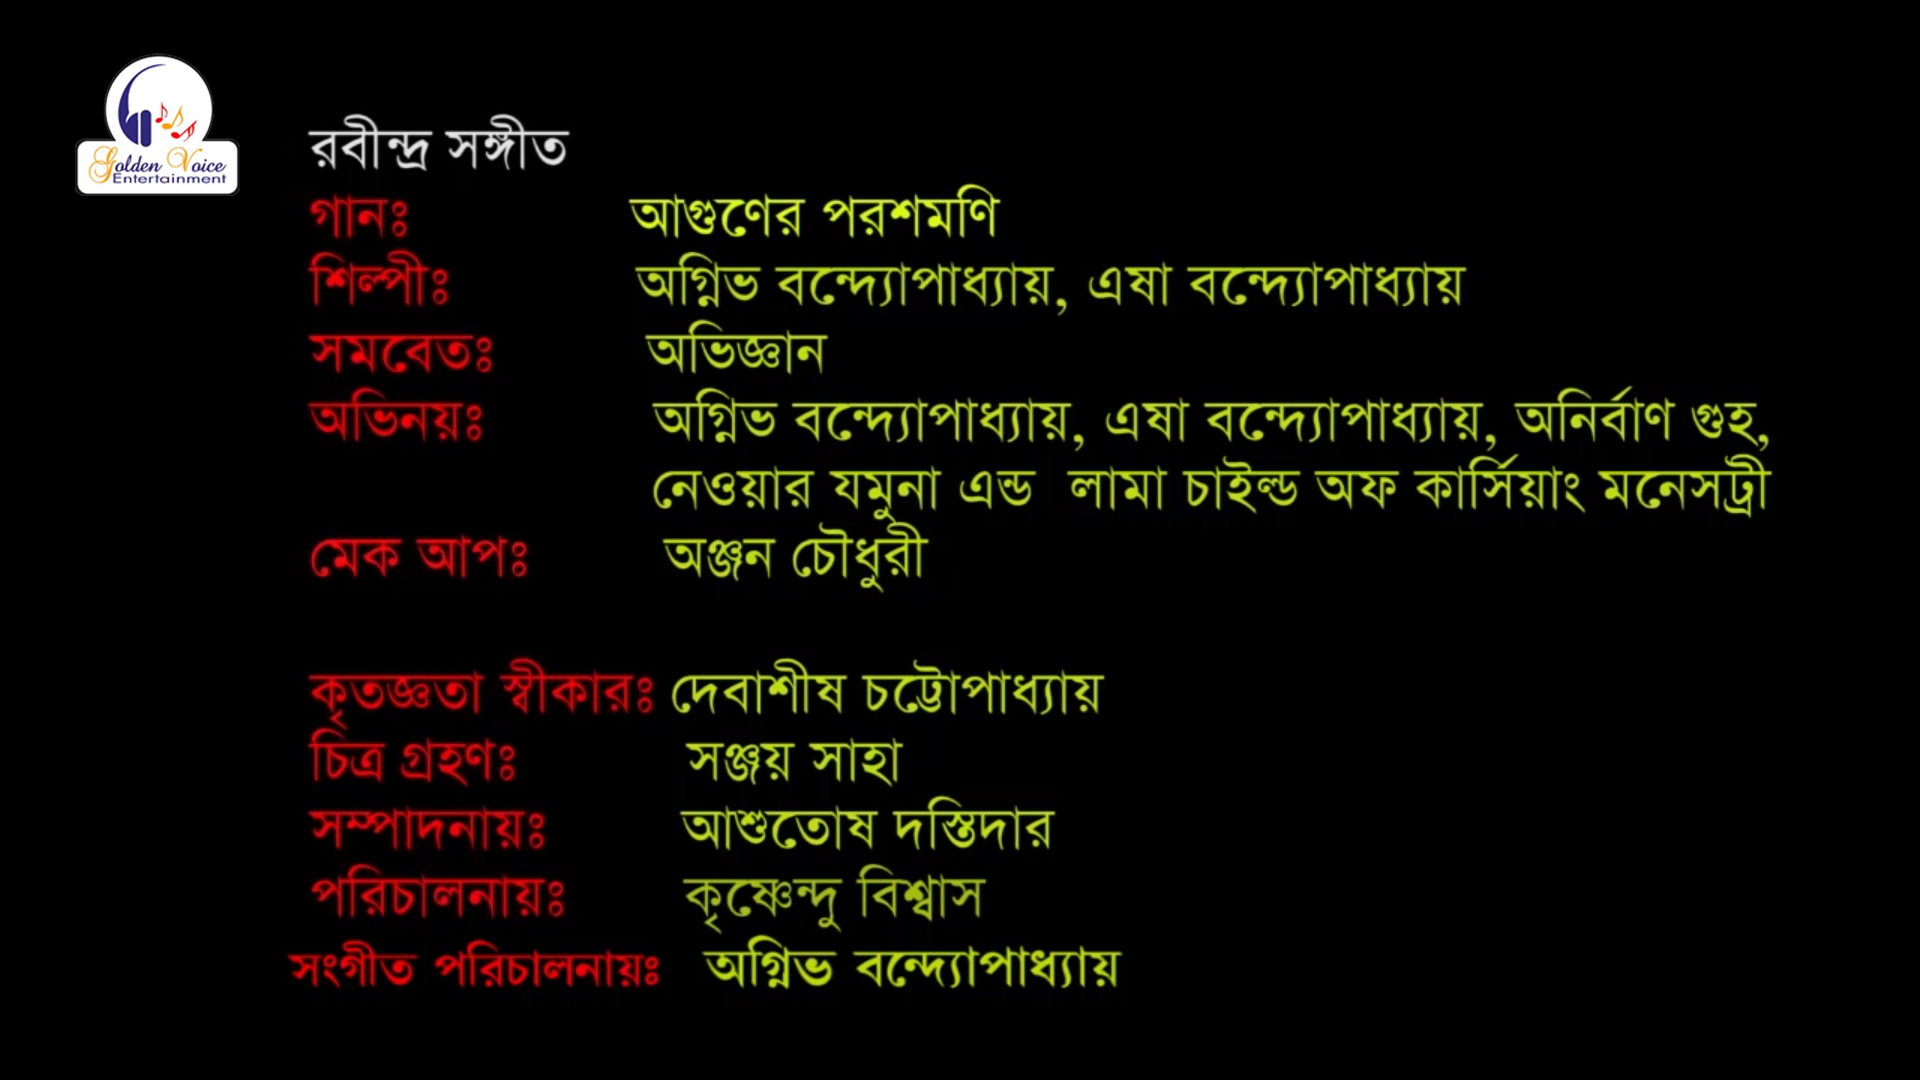 Golden Voice
Entertainment
রবীন্দ্র সঙ্গীত
গানঃ আগুণের পরশমণি
শিল্পীঃ অগ্নিভ বন্দ্যোপাধ্যায়, এষা বন্দ্যোপাধ্যায়
সমবেতঃ অভিজ্ঞান
অভিনয়ঃ অগ্নিভ বন্দ্যোপাধ্যায়, এষা বন্দ্যোপাধ্যায়, অনির্বাণ গুহ,
নেওয়ার যমুনা এন্ড লামা চাইল্ড অফ কার্সিয়াং মনেসট্রী
মেক আপঃ অঞ্জন চৌধুরী
কৃতজ্ঞতা স্বীকারঃ দেবাশীষ চট্টোপাধ্যায়
চিত্র গ্রহণঃ সঞ্জয় সাহা
সম্পাদনায়ঃ আশুতোষ দস্তিদার
পরিচালনায়ঃ কৃষ্ণেন্দু বিশ্বাস
সংগীত পরিচালনায়ঃ অগ্নিভ বন্দ্যোপাধ্যায়